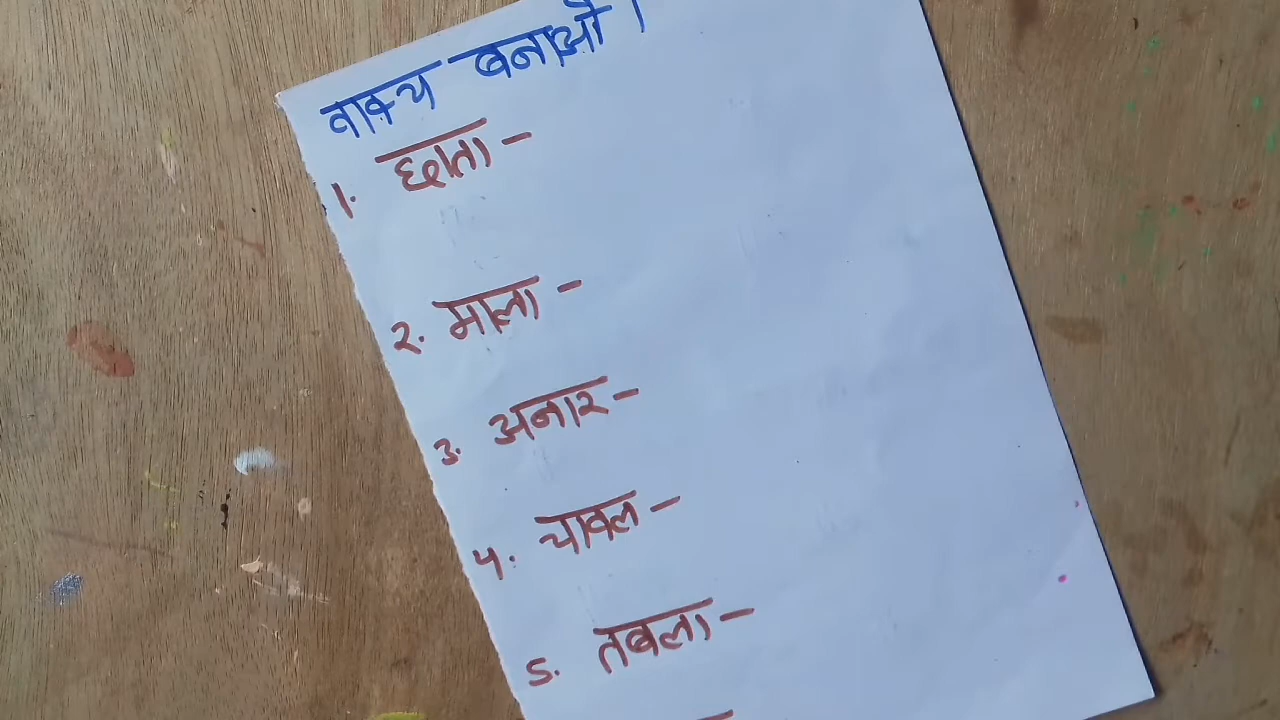 वाक्य बनाओ।
1. छाता -
2. माला -
3. अनार -
4. चावल -
5. तबला -